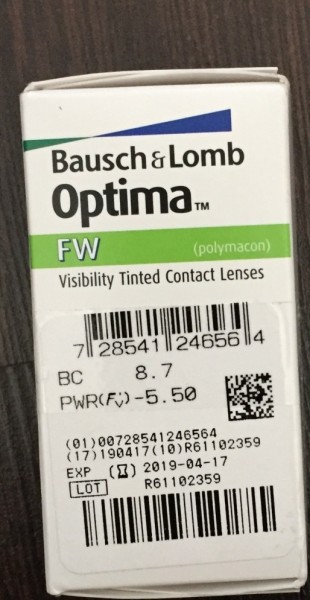 Bausch & Lomb
Optima™
FW (polymacon)
Visibility Tinted Contact Lenses
7 28541 24656 4
BC 8.7
PWR(F'v)-5.50
(01)00728541246564
(17)190417(10)R61102359
EXP 2019-04-17
LOT R61102359